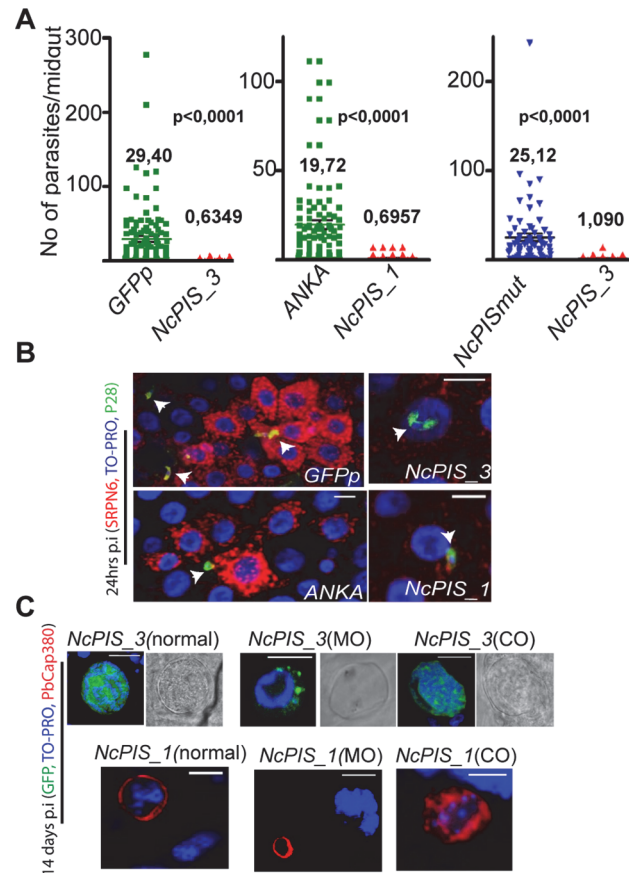 A
No of parasites/midgut
300
200
100
p<0,0001
29,40
0,6349
GFPp
NcPIS_3
100
50
p<0,0001
19,72
0,6957
ANKA
NcPIS_1
200
100
p<0,0001
25,12
1,090
NcPISmut
NcPIS_3
B
24hrs p.i (SRPN6, TO-PRO, P28)
GFPp
NcPIS_3
ANKA
NcPIS_1
C
14 days p.i (GFP, TO-PRO, PbCap380)
NcPIS_3(normal)
NcPIS_3(MO)
NcPIS_3(CO)
NcPIS_1(normal)
NcPIS_1(MO)
NcPIS_1(CO)